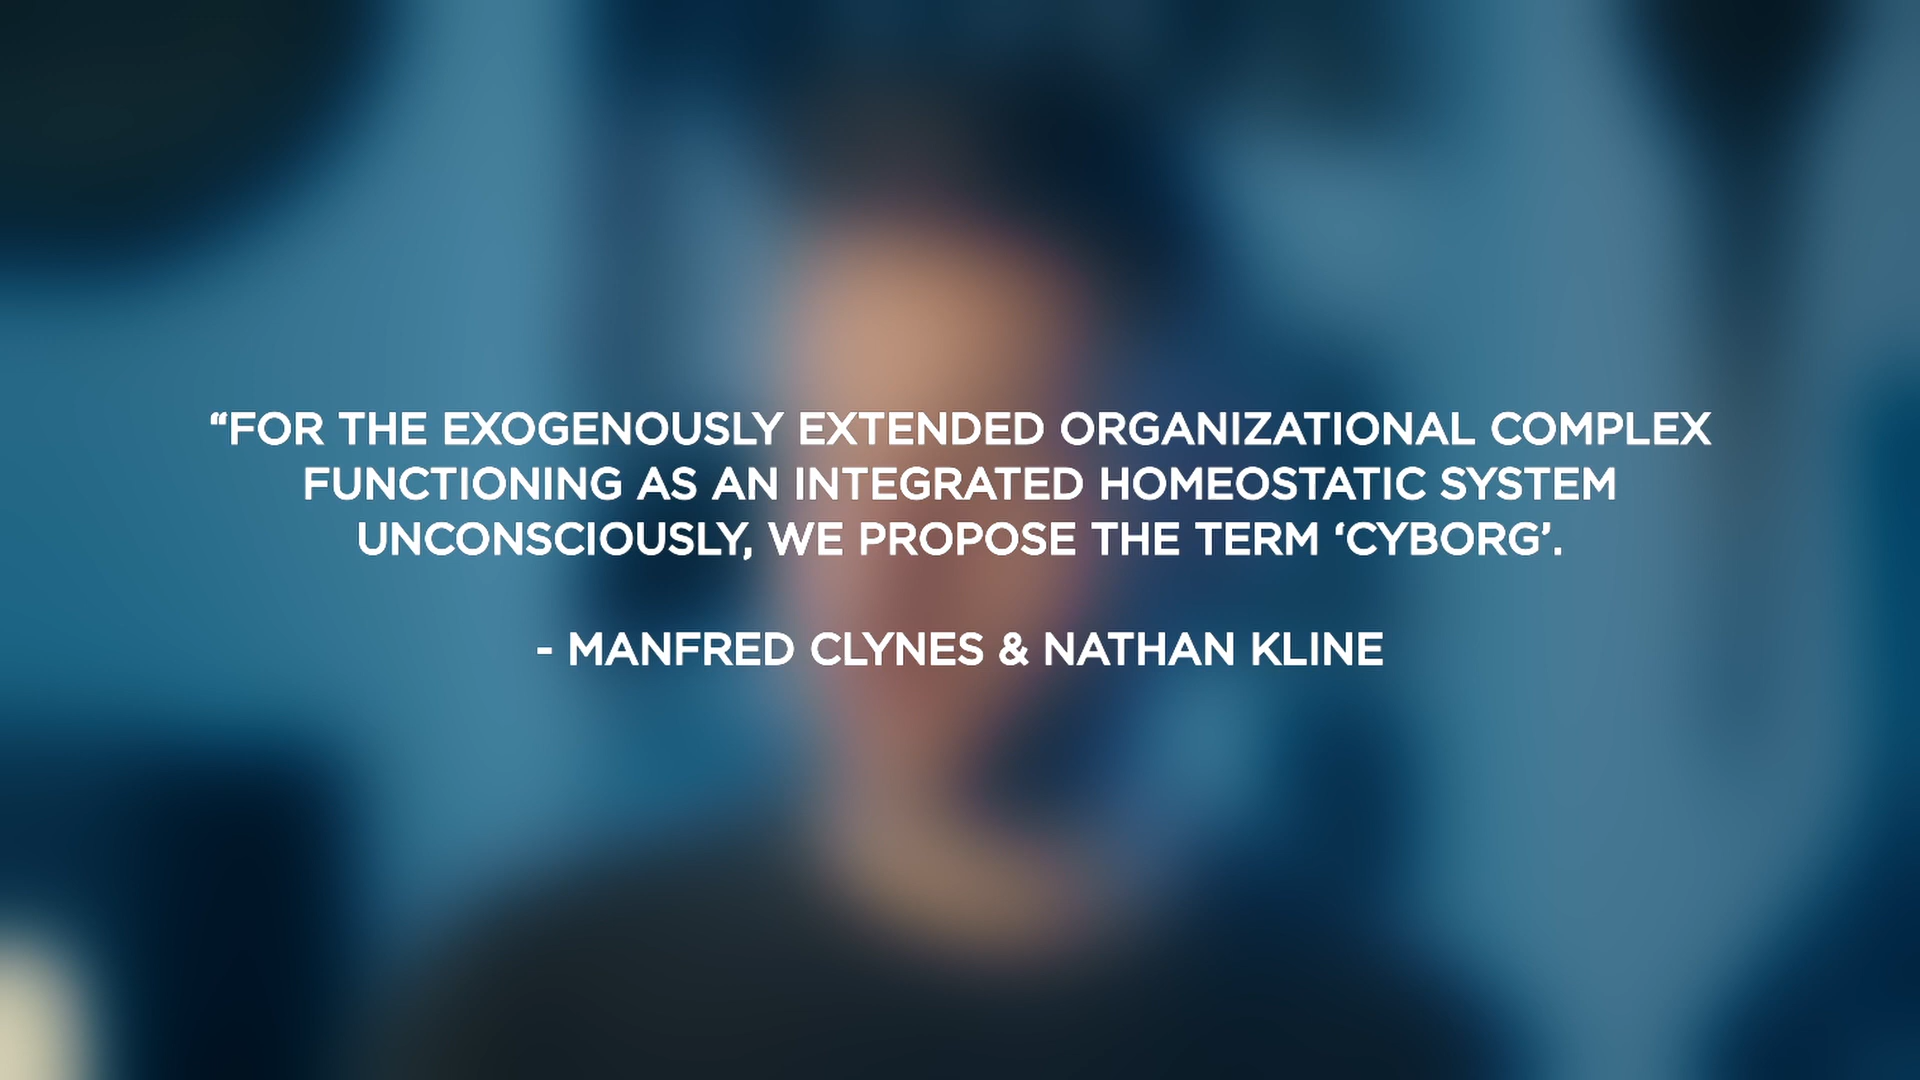 “FOR THE EXOGENOUSLY EXTENDED ORGANIZATIONAL COMPLEX
FUNCTIONING AS AN INTEGRATED HOMEOSTATIC SYSTEM
UNCONSCIOUSLY, WE PROPOSE THE TERM ‘CYBORG’.
- MANFRED CLYNES & NATHAN KLINE